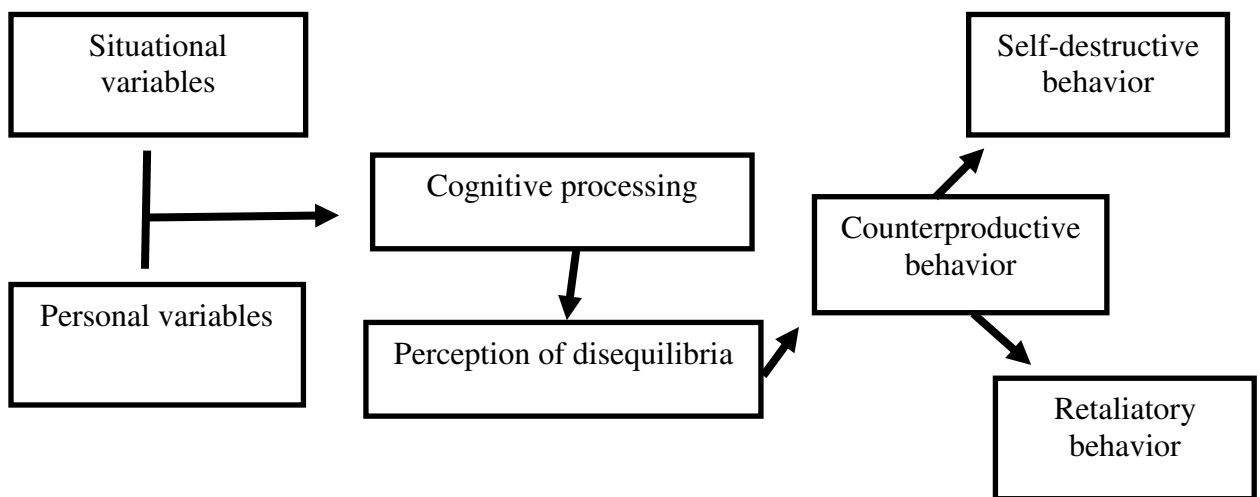 Situational
variables
Personal variables
Cognitive processing
Perception of disequilibria
Counterproductive
behavior
Self-destructive
behavior
Retaliatory
behavior